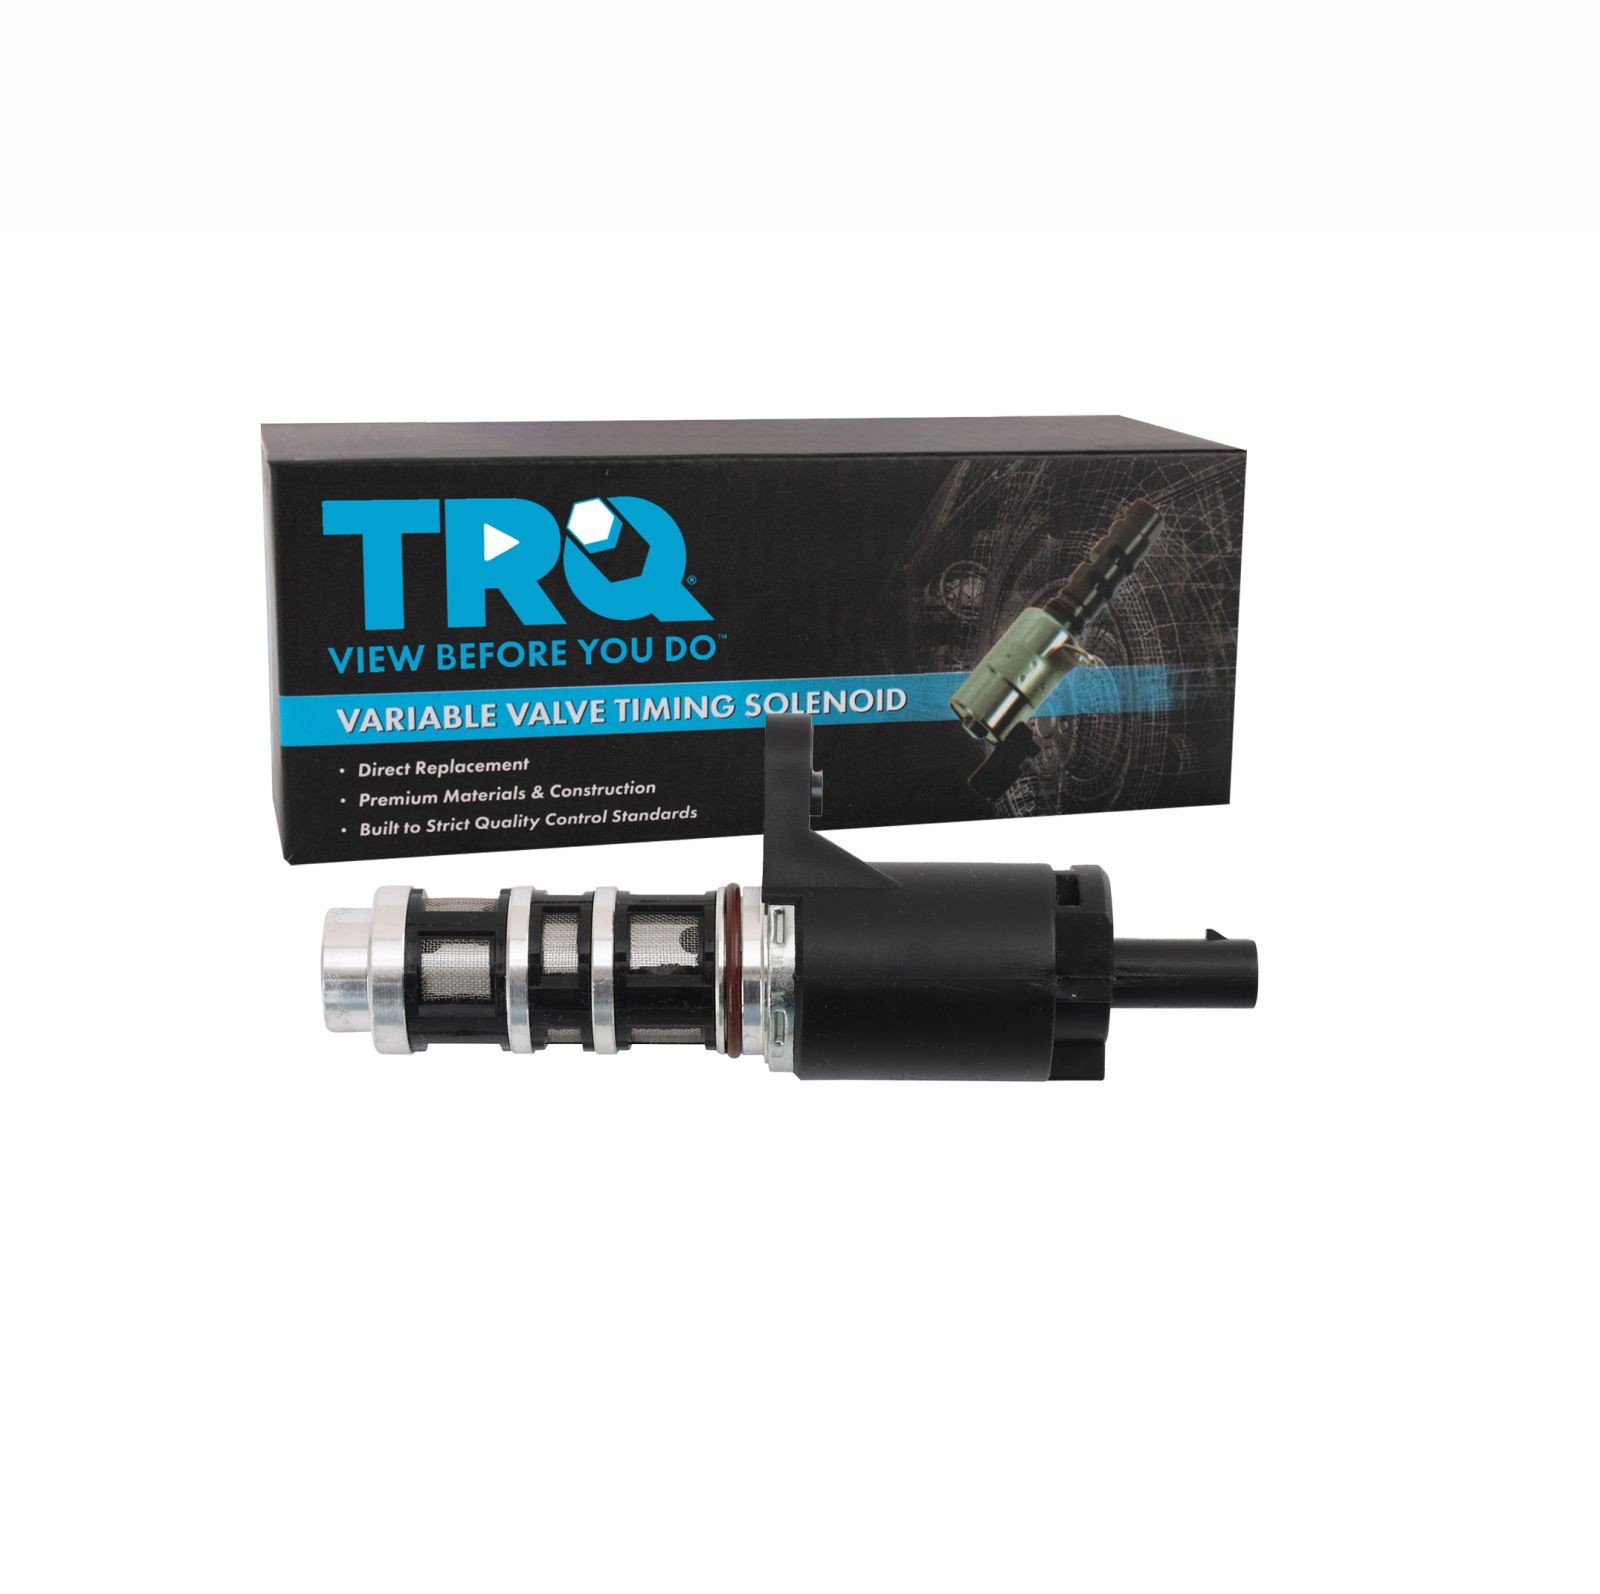 TRQ®
VIEW BEFORE YOU DO™
VARIABLE VALVE TIMING SOLENOID
• Direct Replacement
• Premium Materials & Construction
• Built to Strict Quality Control Standards